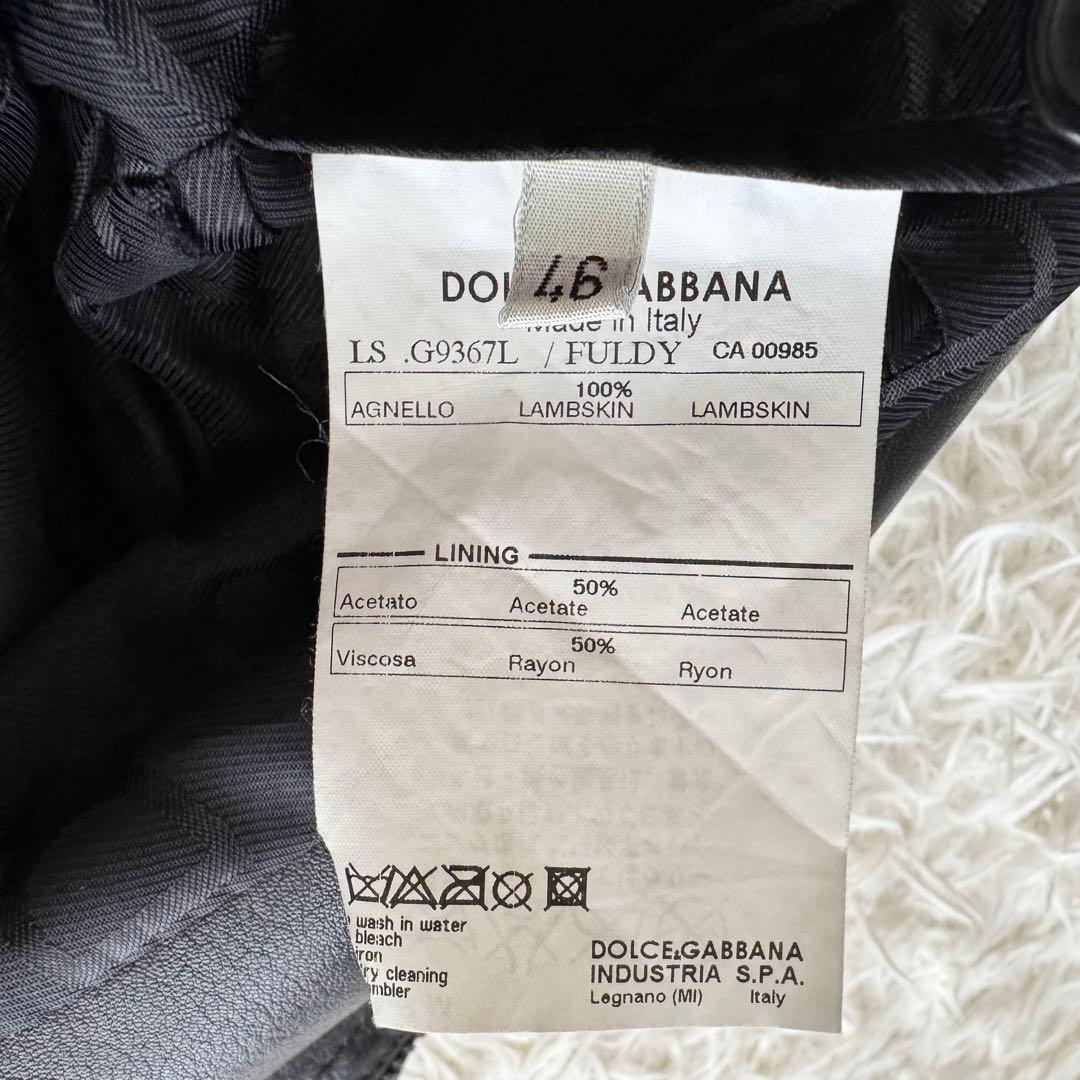 46
DOL ABBANA
Made in Italy
LS .G9367L / FULDY CA 00985
100%
AGNELLO LAMBSKIN LAMBSKIN
LINING
50%
Acetato Acetate Acetate
50%
Viscosa Rayon Ryon
wash in water
bleach
iron
ry cleaning
mbler
DOLCE&GABBANA
INDUSTRIA S.P.A.
Legnano (MI) Italy